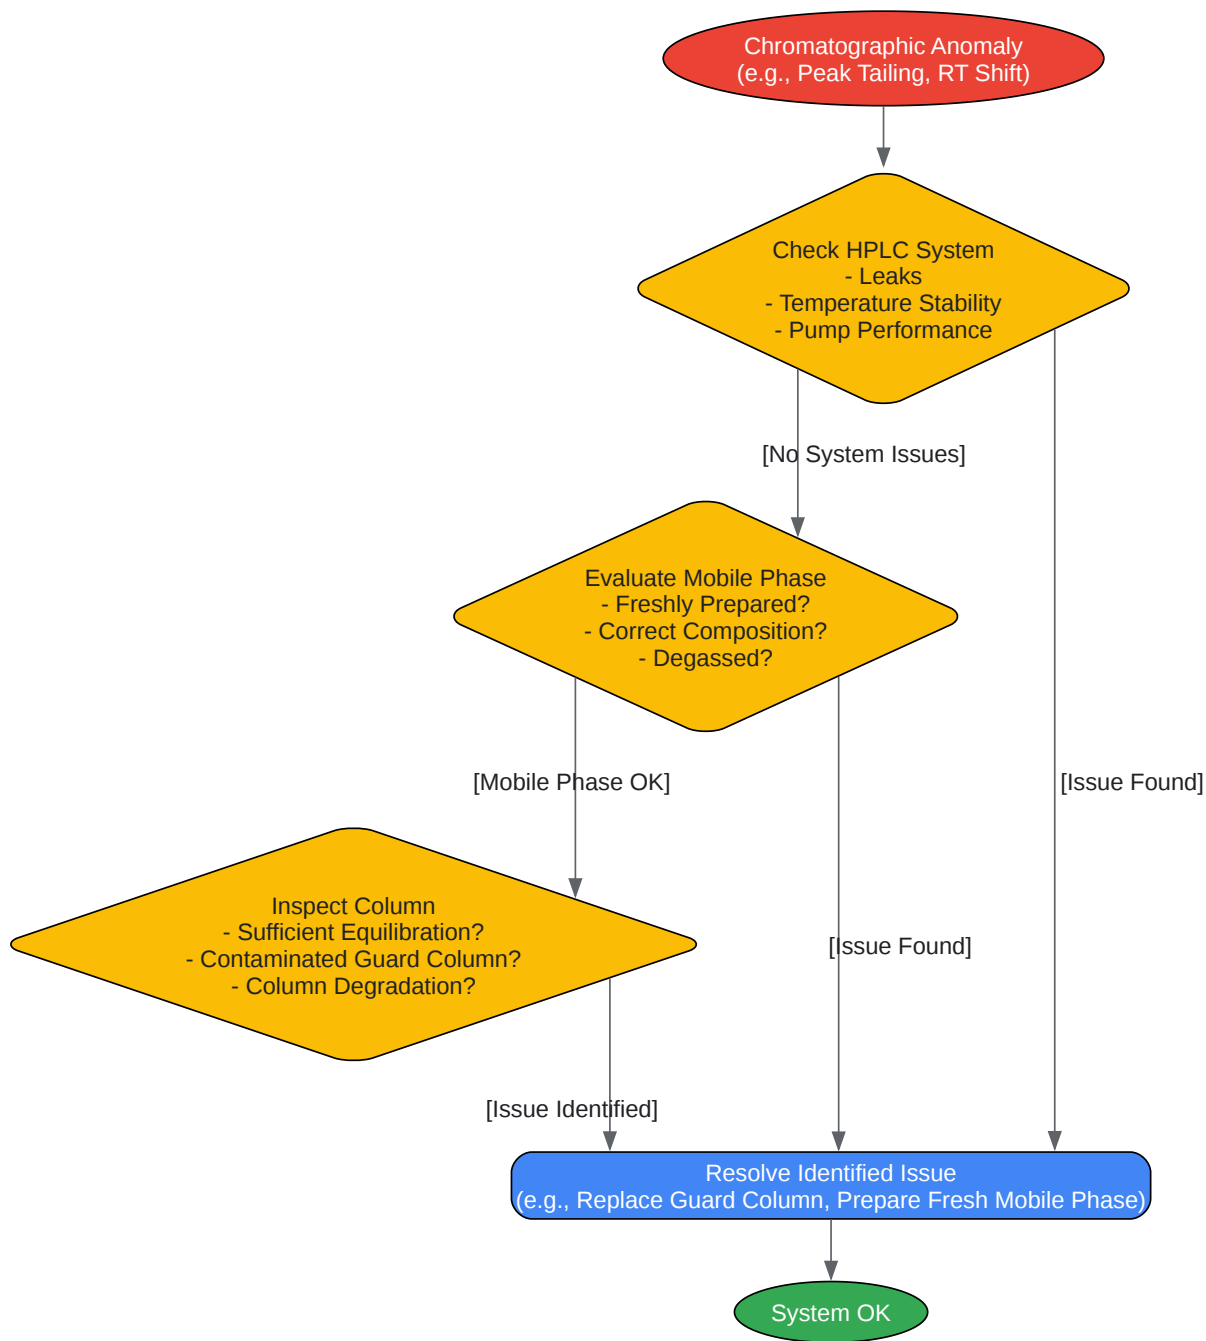 Chromatographic Anomaly
(e.g., Peak Tailing, RT Shift)
Check HPLC System
- Leaks
- Temperature Stability
- Pump Performance
[No System Issues]
Evaluate Mobile Phase
- Freshly Prepared?
- Correct Composition?
- Degassed?
[Mobile Phase OK]
[Issue Found]
Inspect Column
- Sufficient Equilibration?
- Contaminated Guard Column?
- Column Degradation?
[Issue Found]
[Issue Identified]
Resolve Identified Issue
(e.g., Replace Guard Column, Prepare Fresh Mobile Phase)
System OK